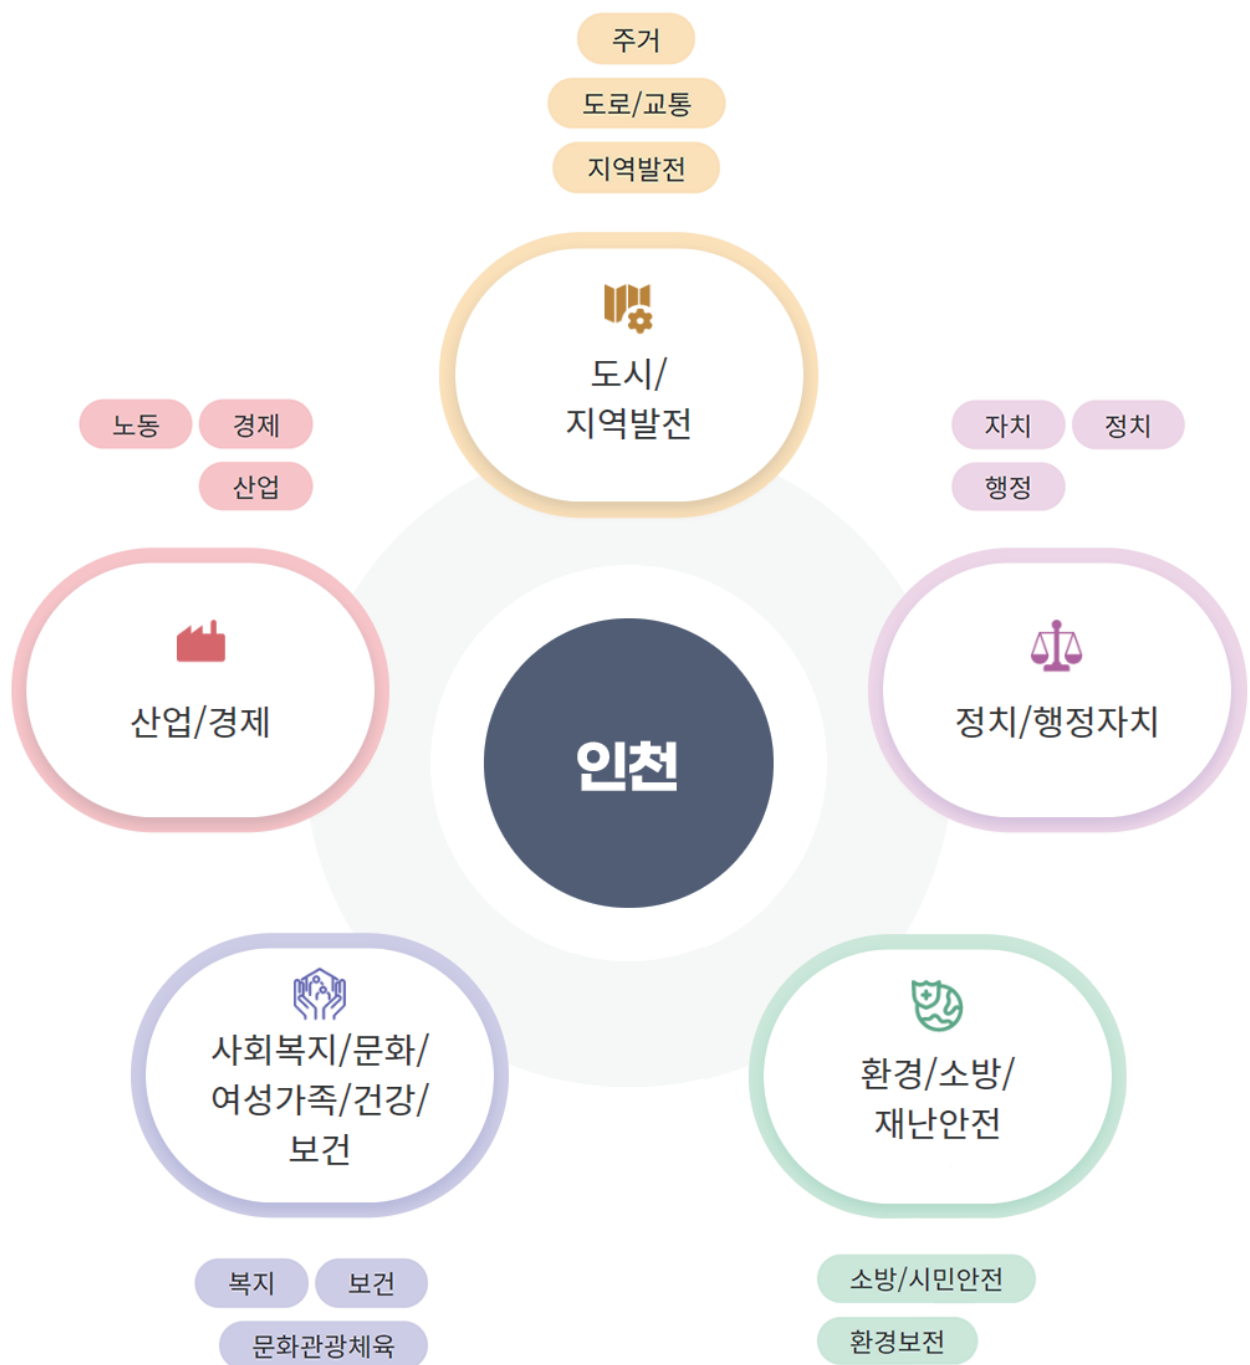 주거
도로/교통
지역발전
도시/
지역발전
노동 경제
산업
자치 정치
행정
산업/경제
정치/행정자치
인천
사회복지/문화/
여성가족/건강/
보건
환경/소방/
재난안전
복지 보건
문화관광체육
소방/시민안전
환경보전